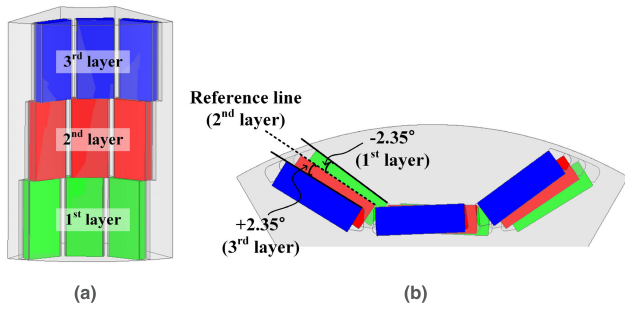 3rd layer
2nd layer
1st layer
(a)
Reference line
(2nd layer)
-2.35°
(1st layer)
+2.35°
(3rd layer)
(b)